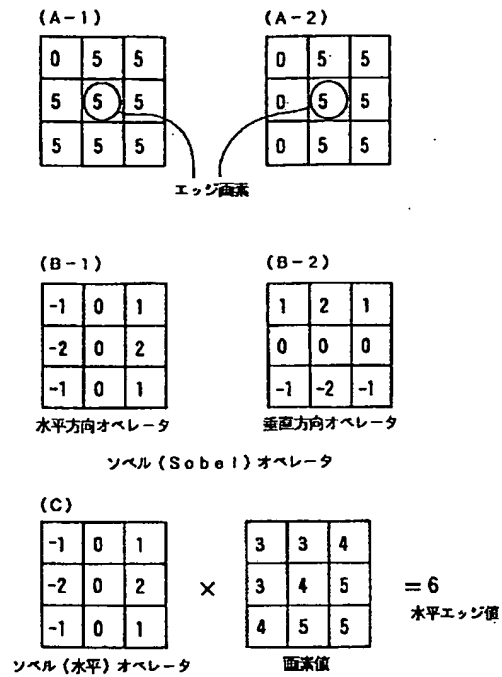 (A-1) (A-2)
0 5 5 0 5 5
5 5 5 0 5 5
5 5 5 0 5 5
エッジ画素
(B-1) (B-2)
-1 0 1 1 2 1
-2 0 2 0 0 0
-1 0 1 -1 -2 -1
水平方向オペレータ 垂直方向オペレータ
ソベル(Sobel)オペレータ
(C)
-1 0 1 3 3 4
-2 0 2 × 3 4 5 =6
水平エッジ値
-1 0 1 4 5 5
ソベル(水平)オペレータ 画素値